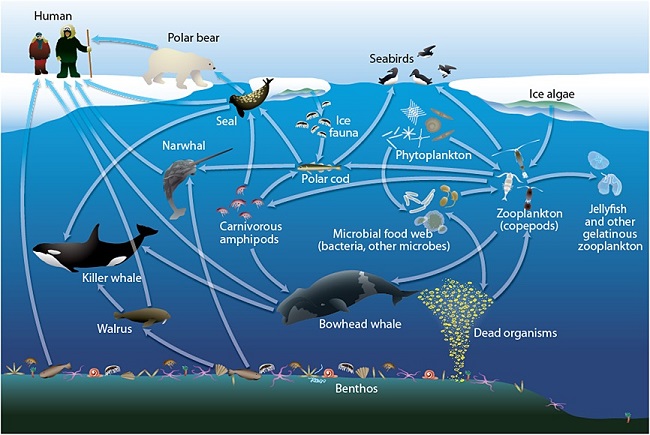 Human
Polar bear
Seabirds
Ice algae
Seal
Ice
fauna
Narwhal
Phytoplankton
Polar cod
Carnivorous
amphipods
Microbial food web
(bacteria, other microbes)
Zooplankton
(copepods)
Jellyfish
and other
gelatinous
zooplankton
Killer whale
Bowhead whale
Walrus
Dead organisms
Benthos